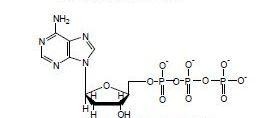 NH₂
N N
N N
O⁻ O⁻ O⁻
O O P O P O P O⁻
H H O O O
H H
OH